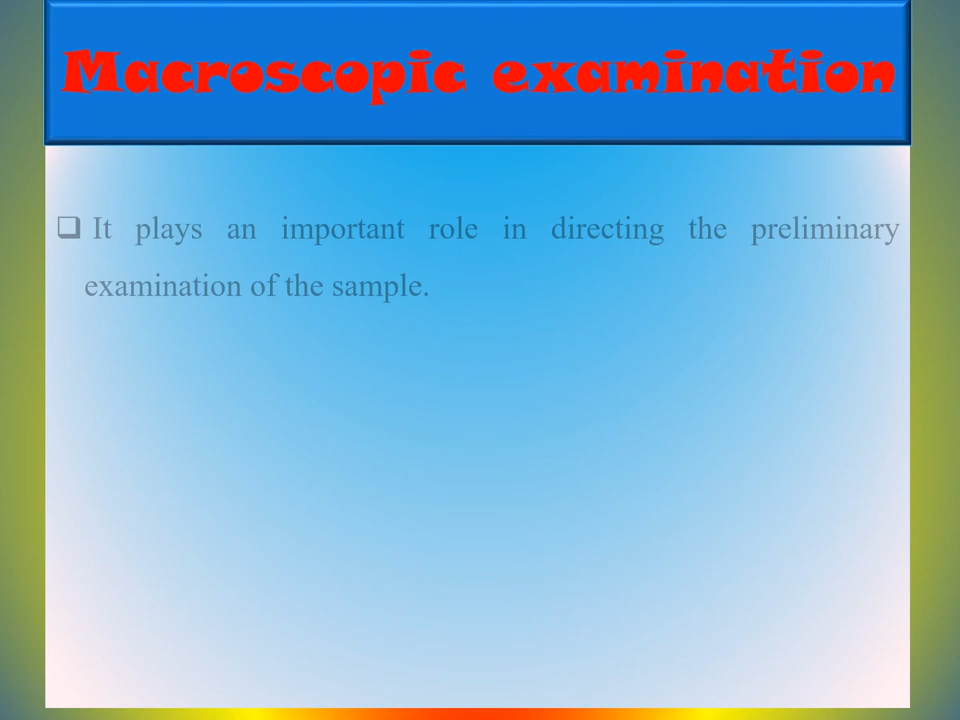 Macroscopic examination
❑ It plays an important role in directing the preliminary
examination of the sample.